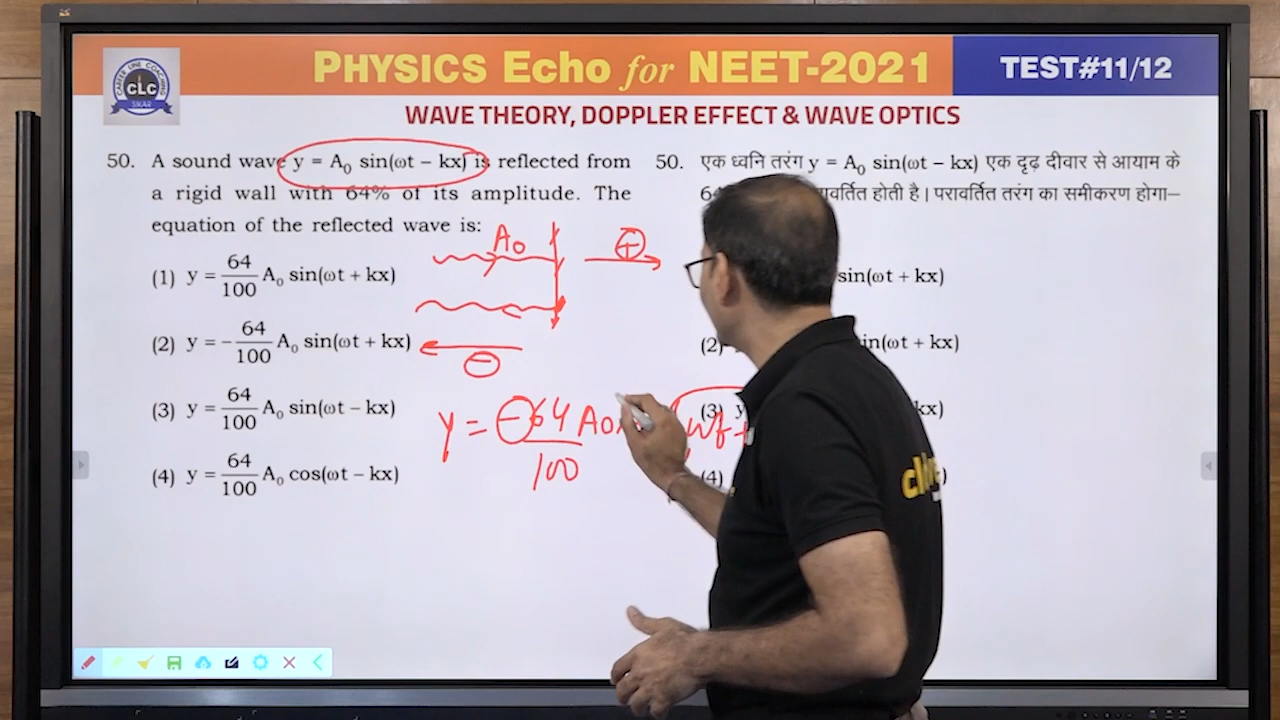 PHYSICS Echo for NEET-2021
TEST#11/12
CAREER LINE COACHING
CLC
SIKAR
WAVE THEORY, DOPPLER EFFECT & WAVE OPTICS
50. A sound wave y = A₀ sin(ωt − kx) is reflected from
a rigid wall with 64% of its amplitude. The
equation of the reflected wave is:
(1) y = 64/100 A₀ sin(ωt + kx)
(2) y = − 64/100 A₀ sin(ωt + kx)
(3) y = 64/100 A₀ sin(ωt − kx)
(4) y = 64/100 A₀ cos(ωt − kx)
A₀
+
−
y = − 64/100 A₀ ωt +
50. एक ध्वनि तरंग y = A₀ sin(ωt − kx) एक दृढ़ दीवार से आयाम के
होती है। परावर्तित तरंग का समीकरण होगा—
sin(ωt + kx)
(2) in(ωt + kx)
(3) y kx)
(4) )